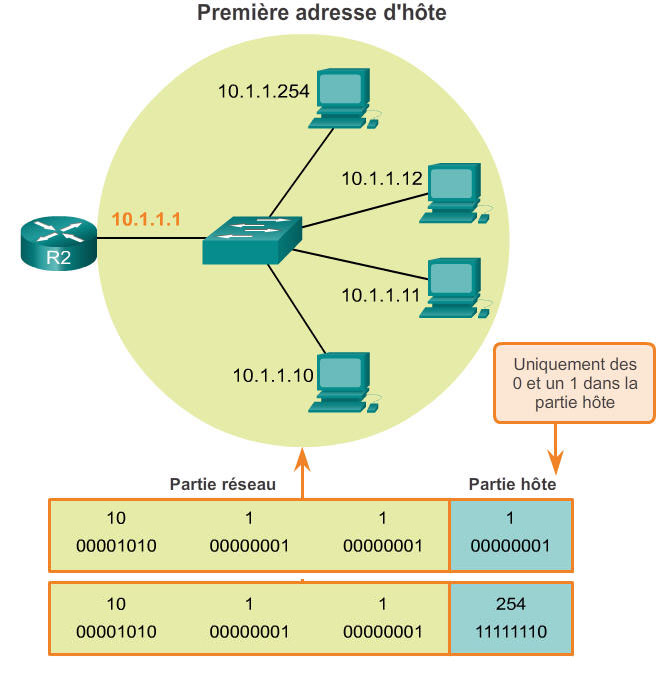 Première adresse d'hôte
10.1.1.254
10.1.1.12
10.1.1.1
R2
10.1.1.11
10.1.1.10
Uniquement des
0 et un 1 dans la
partie hôte
Partie réseau Partie hôte
10 1 1 1
00001010 00000001 00000001 00000001
10 1 1 254
00001010 00000001 00000001 11111110